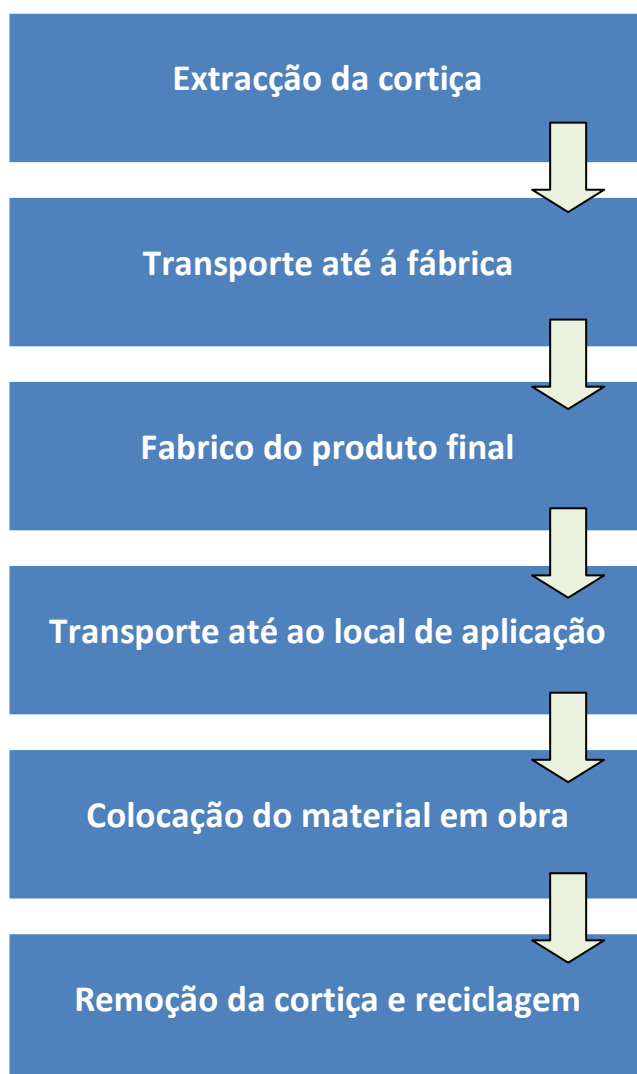 Extracção da cortiça
Transporte até á fábrica
Fabrico do produto final
Transporte até ao local de aplicação
Colocação do material em obra
Remoção da cortiça e reciclagem